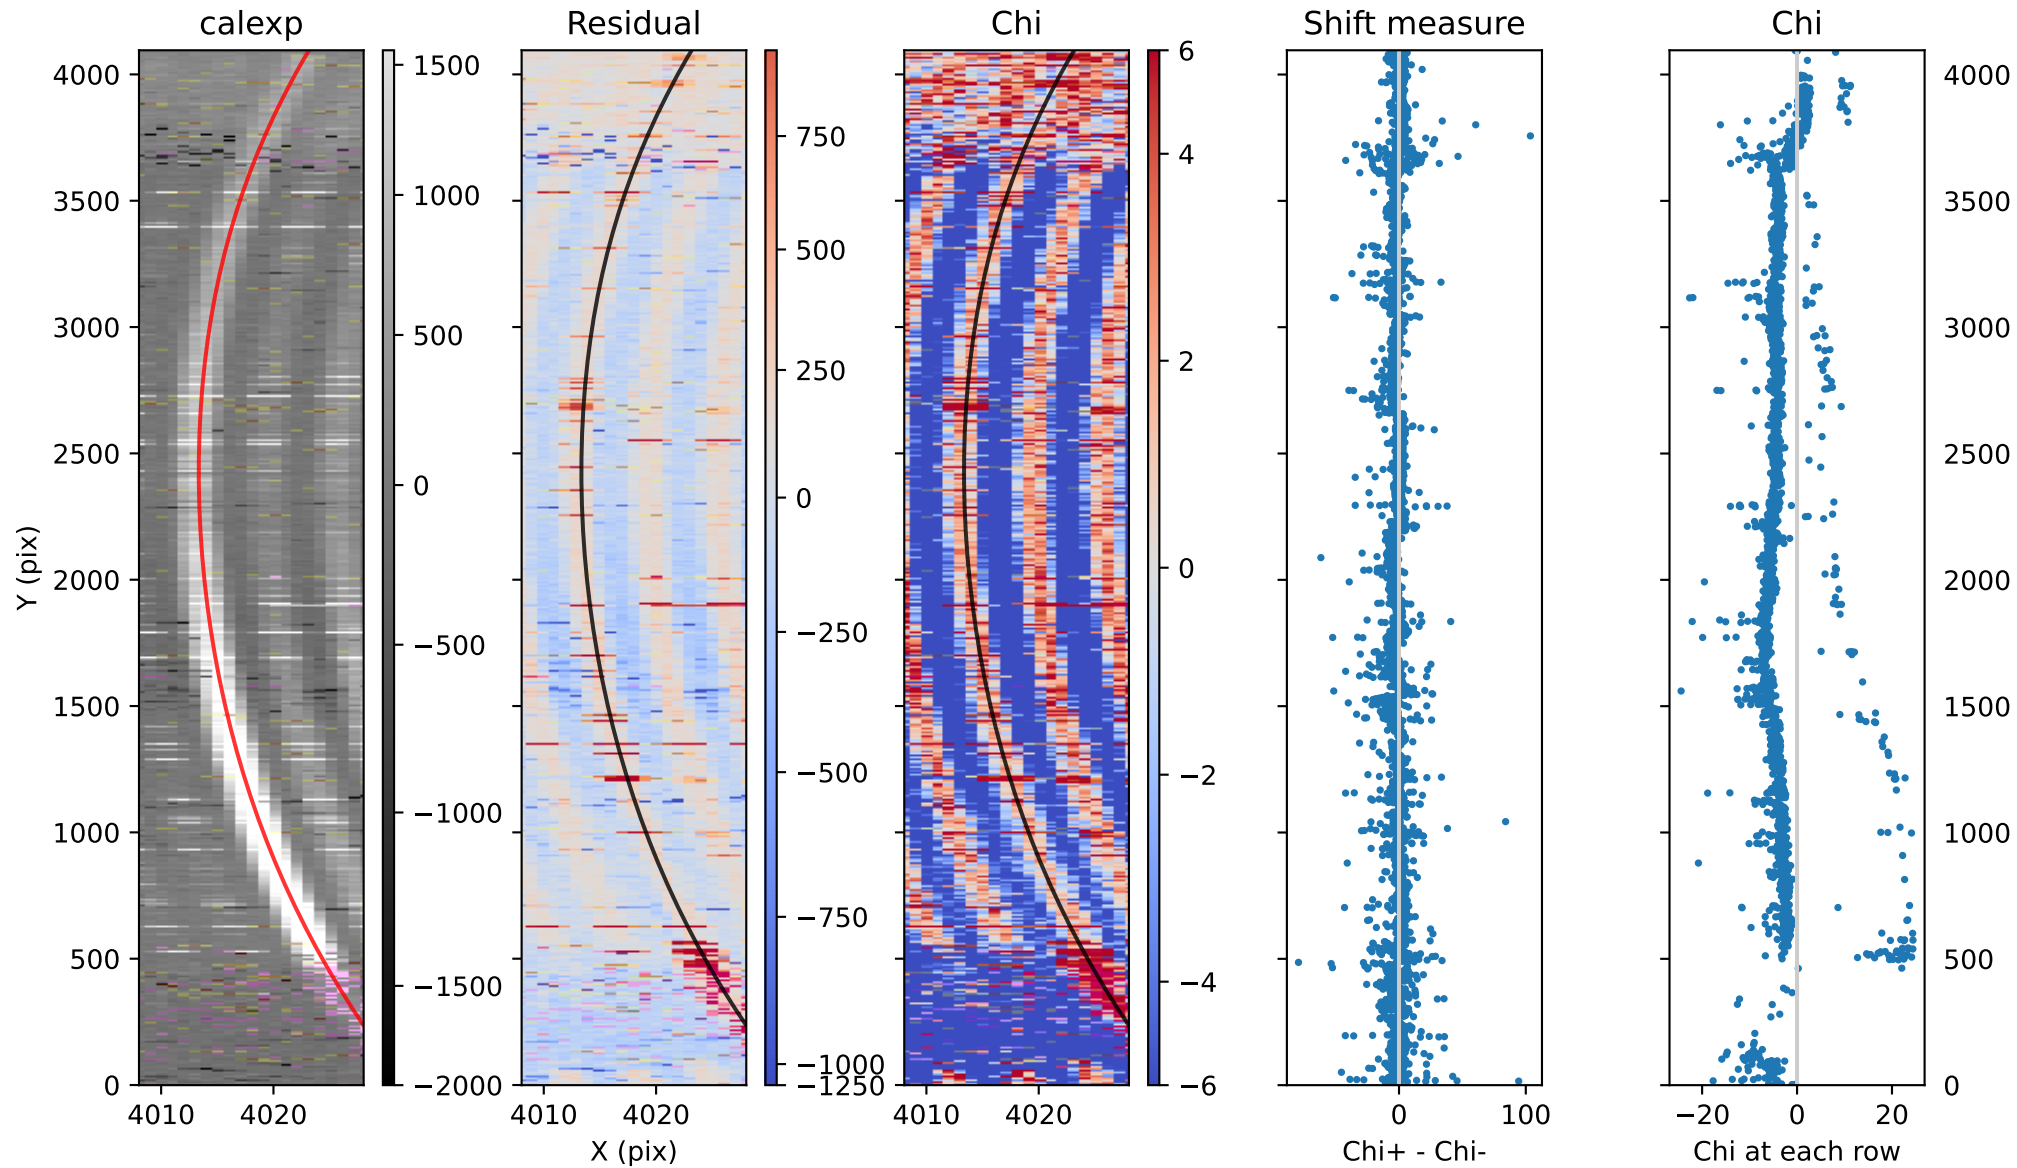 calexp Residual Chi Shift measure Chi
4000 1500 6 4000
750
3500 1000 4 3500
500
3000 500 3000
250 2
2500 0 2500
0 0
2000 2000
−500 −250
1500 −2 1500
−500
1000 −1000 1000
−750 −4
500 −1500 500
−1000
0 −2000 −1250 −6 0
4010 4020 4010 4020 4010 4020 0 100 −20 0 20
X (pix) Chi+ - Chi- Chi at each row
Y (pix)